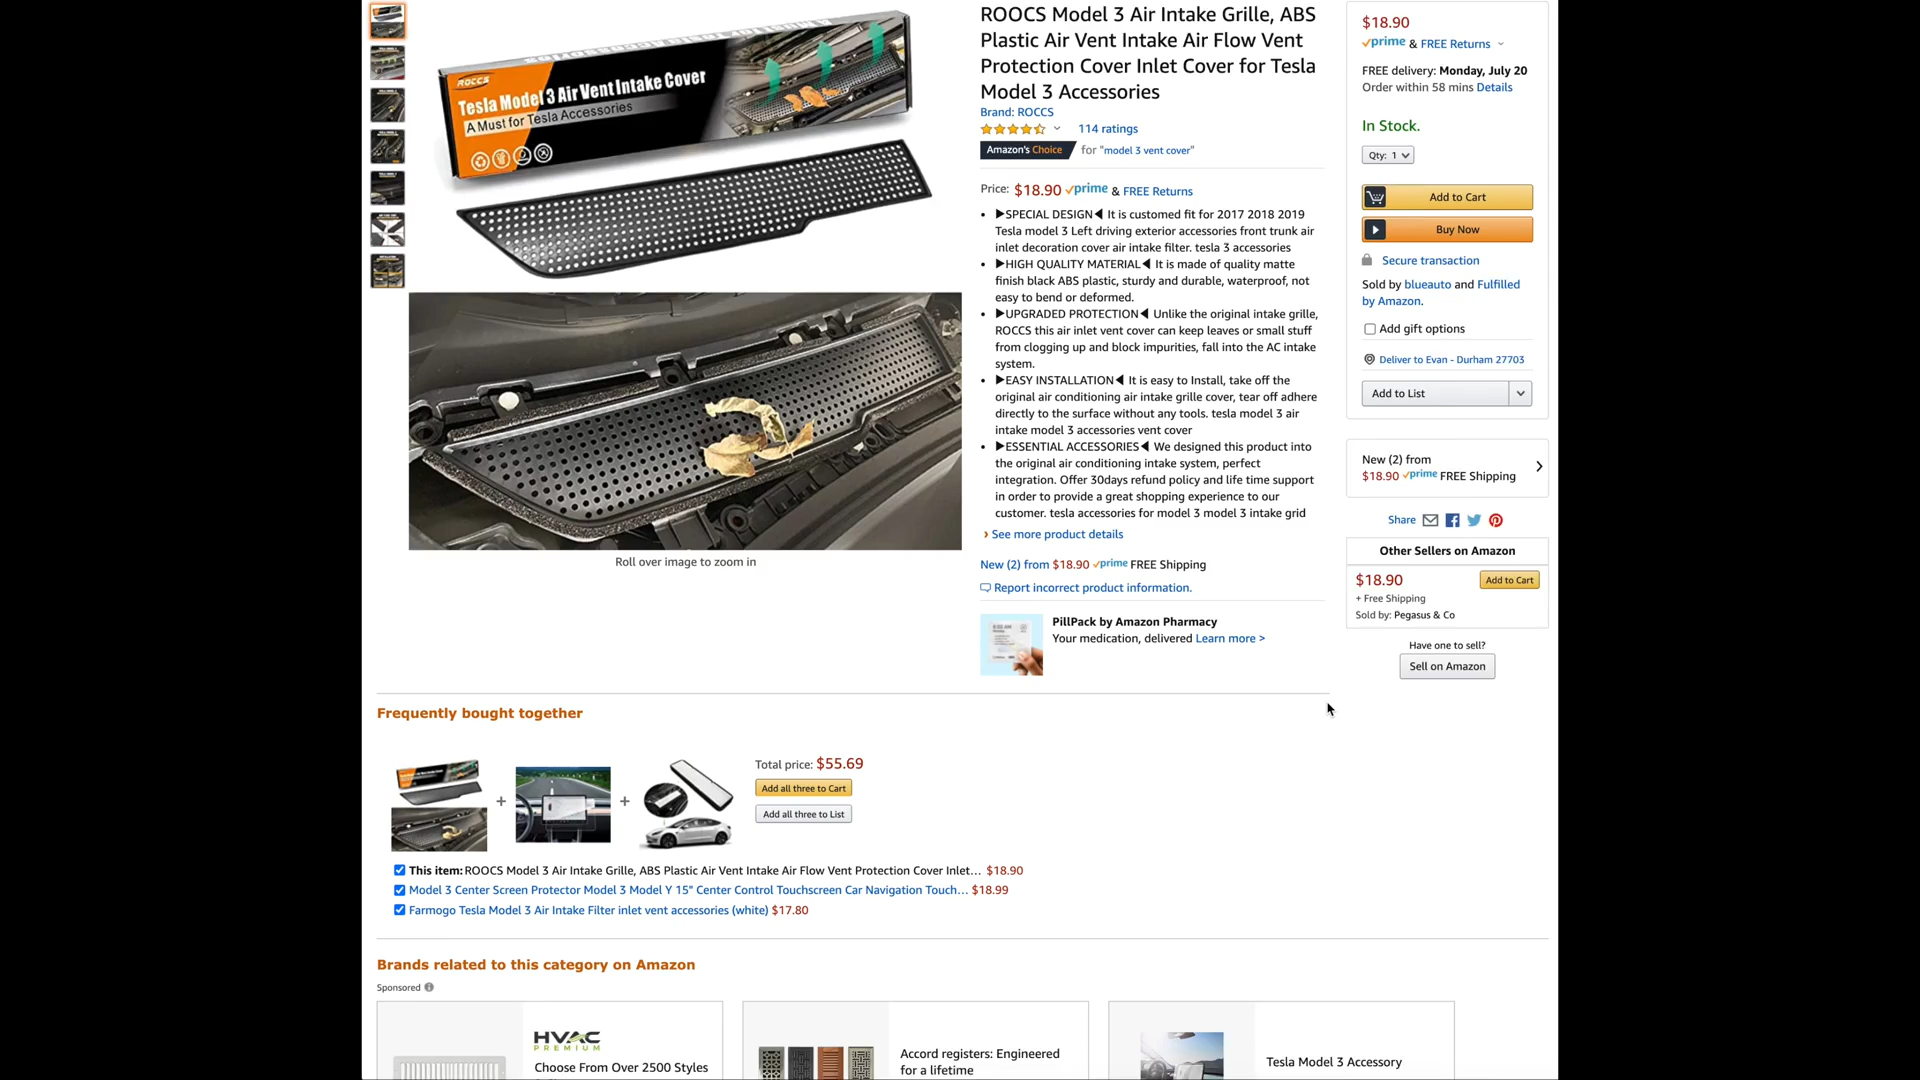 ROCCS
Tesla Model 3 Air Vent Intake Cover
A Must for Tesla Accessories
Roll over image to zoom in
ROOCS Model 3 Air Intake Grille, ABS
Plastic Air Vent Intake Air Flow Vent
Protection Cover Inlet Cover for Tesla
Model 3 Accessories
Brand: ROCCS
114 ratings
Amazon's Choice for "model 3 vent cover"
Price: $18.90 prime & FREE Returns
• ▶SPECIAL DESIGN◀ It is customed fit for 2017 2018 2019
Tesla model 3 Left driving exterior accessories front trunk air
inlet decoration cover air intake filter. tesla 3 accessories
• ▶HIGH QUALITY MATERIAL◀ It is made of quality matte
finish black ABS plastic, sturdy and durable, waterproof, not
easy to bend or deformed.
• ▶UPGRADED PROTECTION◀ Unlike the original intake grille,
ROCCS this air inlet vent cover can keep leaves or small stuff
from clogging up and block impurities, fall into the AC intake
system.
• ▶EASY INSTALLATION◀ It is easy to Install, take off the
original air conditioning air intake grille cover, tear off adhere
directly to the surface without any tools. tesla model 3 air
intake model 3 accessories vent cover
• ▶ESSENTIAL ACCESSORIES◀ We designed this product into
the original air conditioning intake system, perfect
integration. Offer 30days refund policy and life time support
in order to provide a great shopping experience to our
customer. tesla accessories for model 3 model 3 intake grid
› See more product details
New (2) from $18.90 prime FREE Shipping
Report incorrect product information.
PillPack by Amazon Pharmacy
Your medication, delivered Learn more >
$18.90
prime & FREE Returns
FREE delivery: Monday, July 20
Order within 58 mins Details
In Stock.
Qty: 1
Add to Cart
Buy Now
Secure transaction
Sold by blueauto and Fulfilled
by Amazon.
Add gift options
Deliver to Evan - Durham 27703
Add to List
New (2) from
$18.90 prime FREE Shipping
Share
Other Sellers on Amazon
$18.90 Add to Cart
+ Free Shipping
Sold by: Pegasus & Co
Have one to sell?
Sell on Amazon
Frequently bought together
+ +
Total price: $55.69
Add all three to Cart
Add all three to List
This item: ROOCS Model 3 Air Intake Grille, ABS Plastic Air Vent Intake Air Flow Vent Protection Cover Inlet… $18.90
Model 3 Center Screen Protector Model 3 Model Y 15" Center Control Touchscreen Car Navigation Touch… $18.99
Farmogo Tesla Model 3 Air Intake Filter inlet vent accessories (white) $17.80
Brands related to this category on Amazon
Sponsored
HVAC
PREMIUM
Choose From Over 2500 Styles
Accord registers: Engineered
for a lifetime
Tesla Model 3 Accessory